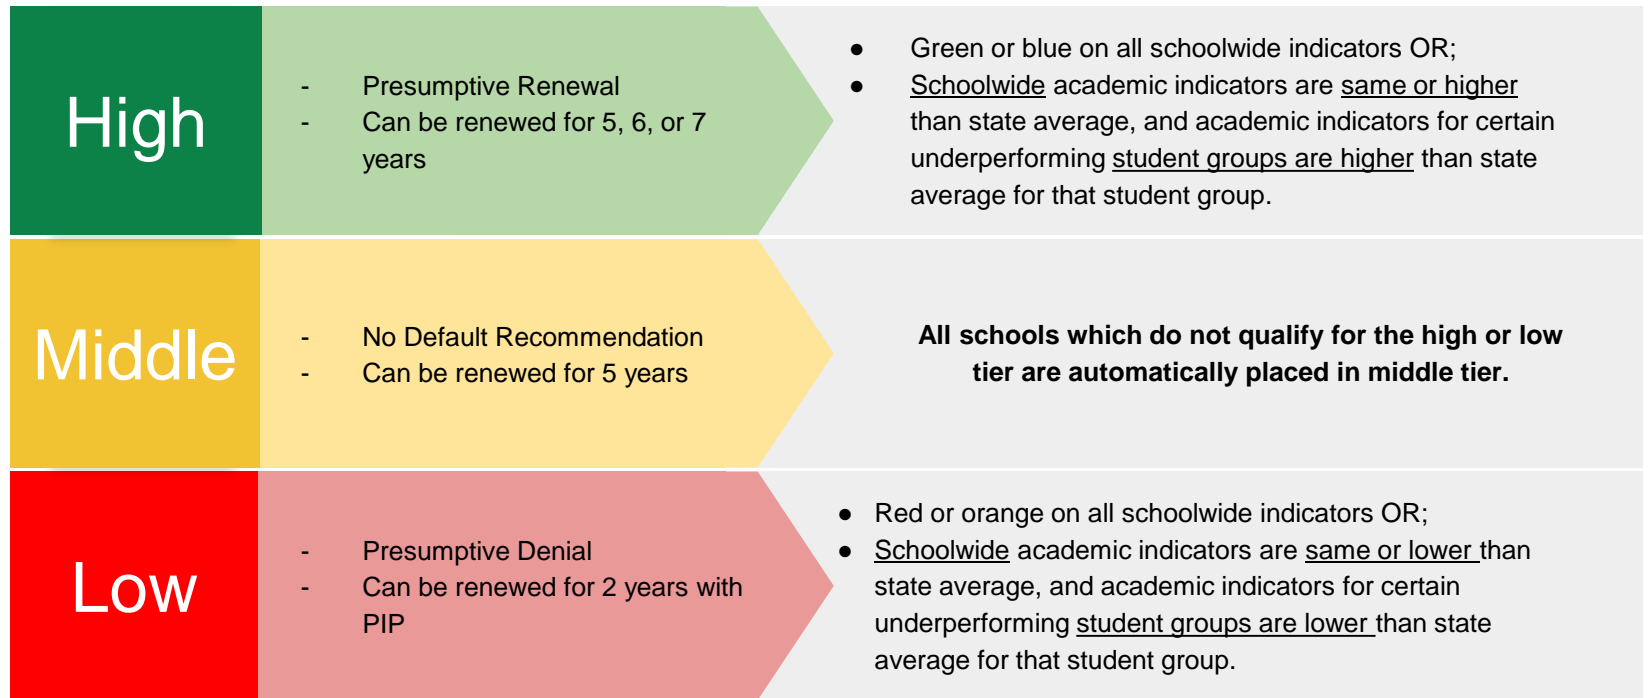 High
- Presumptive Renewal
- Can be renewed for 5, 6, or 7
years
● Green or blue on all schoolwide indicators OR;
● Schoolwide academic indicators are same or higher
than state average, and academic indicators for certain
underperforming student groups are higher than state
average for that student group.
Middle
- No Default Recommendation
- Can be renewed for 5 years
All schools which do not qualify for the high or low
tier are automatically placed in middle tier.
Low
- Presumptive Denial
- Can be renewed for 2 years with
PIP
● Red or orange on all schoolwide indicators OR;
● Schoolwide academic indicators are same or lower than
state average, and academic indicators for certain
underperforming student groups are lower than state
average for that student group.